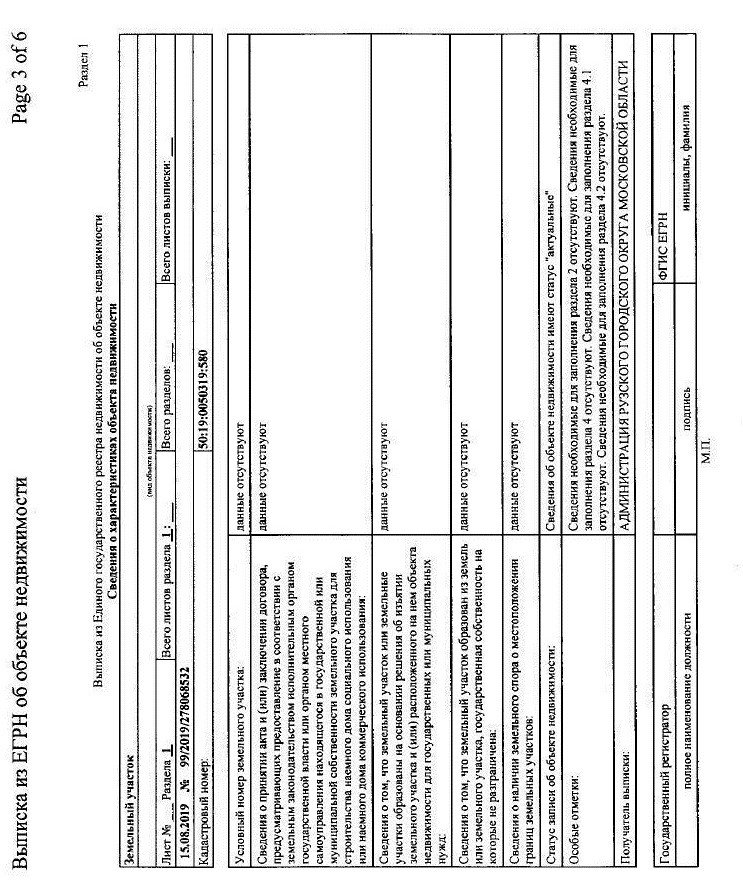 Выписка из ЕГРН об объекте недвижимости
Page 3 of 6
Раздел 1
Выписка из Единого государственного реестра недвижимости об объекте недвижимости
Сведения о характеристиках объекта недвижимости
Земельный участок
(вид объекта недвижимости)
Лист № ___ Раздела 1
Всего листов раздела 1: ___
Всего разделов: ___
Всего листов выписки: ___
15.08.2019 № 99/2019/278068532
Кадастровый номер:
50:19:0050319:580
Условный номер земельного участка:
данные отсутствуют
Сведения о принятии акта и (или) заключении договора,
предусматривающих предоставление в соответствии с
земельным законодательством исполнительным органом
государственной власти или органом местного
самоуправления находящегося в государственной или
муниципальной собственности земельного участка для
строительства наемного дома социального использования
или наемного дома коммерческого использования:
данные отсутствуют
Сведения о том, что земельный участок или земельные
участки образованы на основании решения об изъятии
земельного участка и (или) расположенного на нем объекта
недвижимости для государственных или муниципальных
нужд:
данные отсутствуют
Сведения о том, что земельный участок образован из земель
или земельного участка, государственная собственность на
которые не разграничена:
данные отсутствуют
Сведения о наличии земельного спора о местоположении
границ земельных участков:
данные отсутствуют
Статус записи об объекте недвижимости:
Сведения об объекте недвижимости имеют статус "актуальные"
Особые отметки:
Сведения необходимые для заполнения раздела 2 отсутствуют. Сведения необходимые для
заполнения раздела 4 отсутствуют. Сведения необходимые для заполнения раздела 4.1
отсутствуют. Сведения необходимые для заполнения раздела 4.2 отсутствуют.
Получатель выписки:
АДМИНИСТРАЦИЯ РУЗСКОГО ГОРОДСКОГО ОКРУГА МОСКОВСКОЙ ОБЛАСТИ
Государственный регистратор
ФГИС ЕГРН
полное наименование должности
подпись
инициалы, фамилия
М.П.